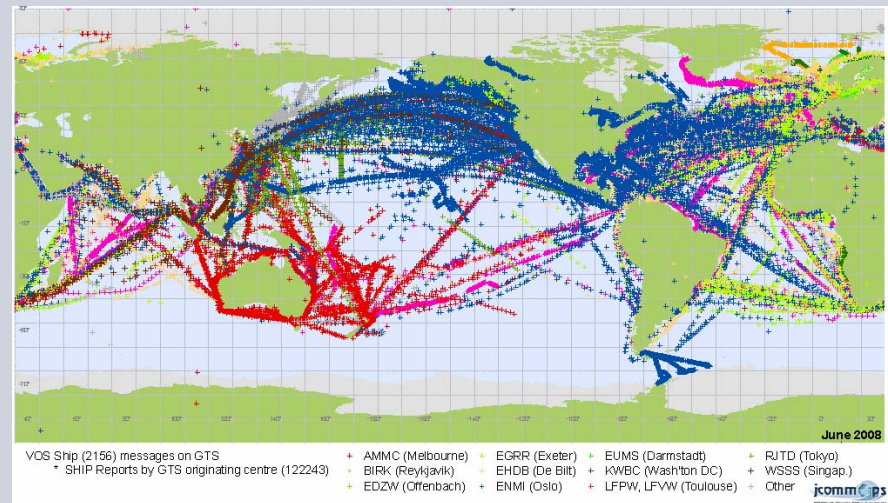 June 2008
VOS Ship (2156) messages on GTS
* SHIP Reports by GTS originating centre (122243)
+ AMMC (Melbourne)
+ BIRK (Reykjavik)
+ EDZW (Offenbach)
+ EGRR (Exeter)
+ EHDB (De Bilt)
+ ENMI (Oslo)
+ EUMS (Darmstadt)
+ KWBC (Wash'ton DC)
+ LFPW, LFVW (Toulouse)
+ RJTD (Tokyo)
+ WSSS (Singap.)
+ Other
jcommops